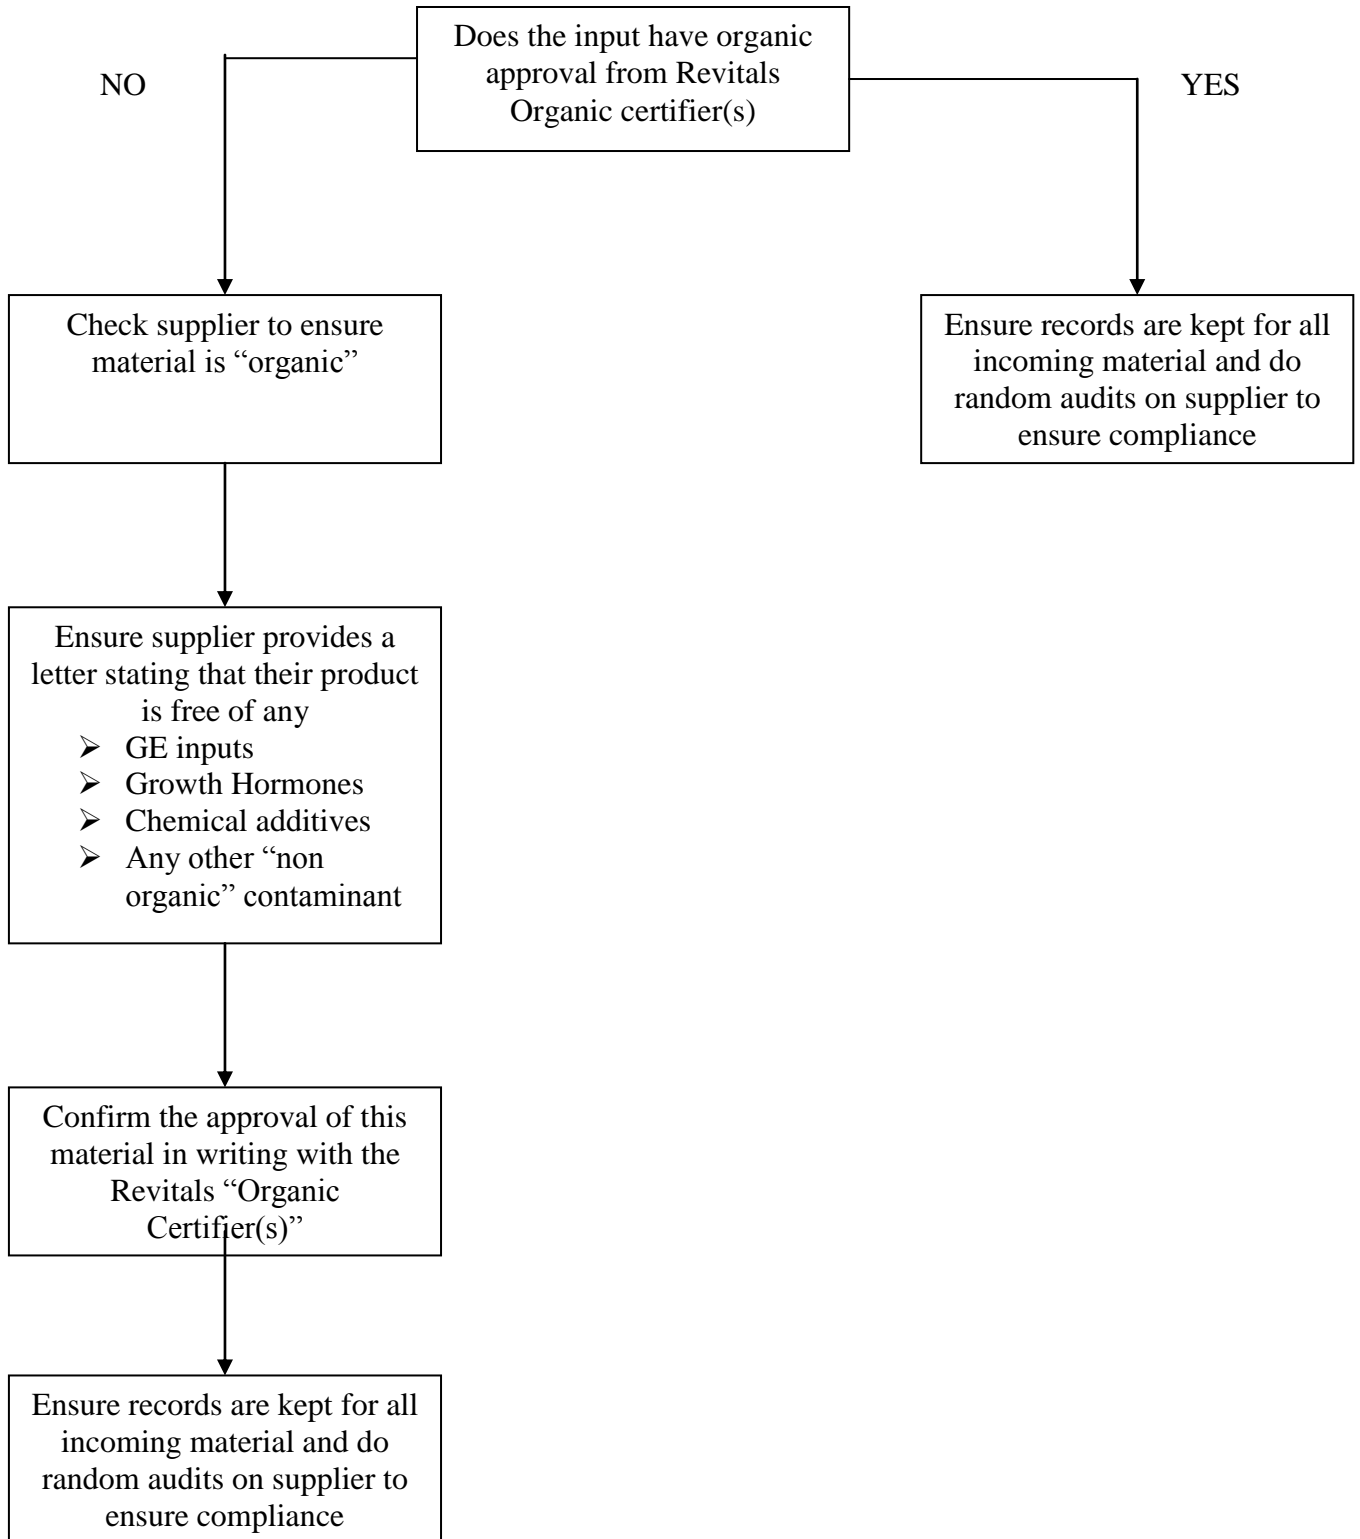 Does the input have organic
approval from Revitals
Organic certifier(s)
NO
YES
Check supplier to ensure
material is “organic”
Ensure records are kept for all
incoming material and do
random audits on supplier to
ensure compliance
Ensure supplier provides a
letter stating that their product
is free of any
➢ GE inputs
➢ Growth Hormones
➢ Chemical additives
➢ Any other “non
organic” contaminant
Confirm the approval of this
material in writing with the
Revitals “Organic
Certifier(s)”
Ensure records are kept for all
incoming material and do
random audits on supplier to
ensure compliance